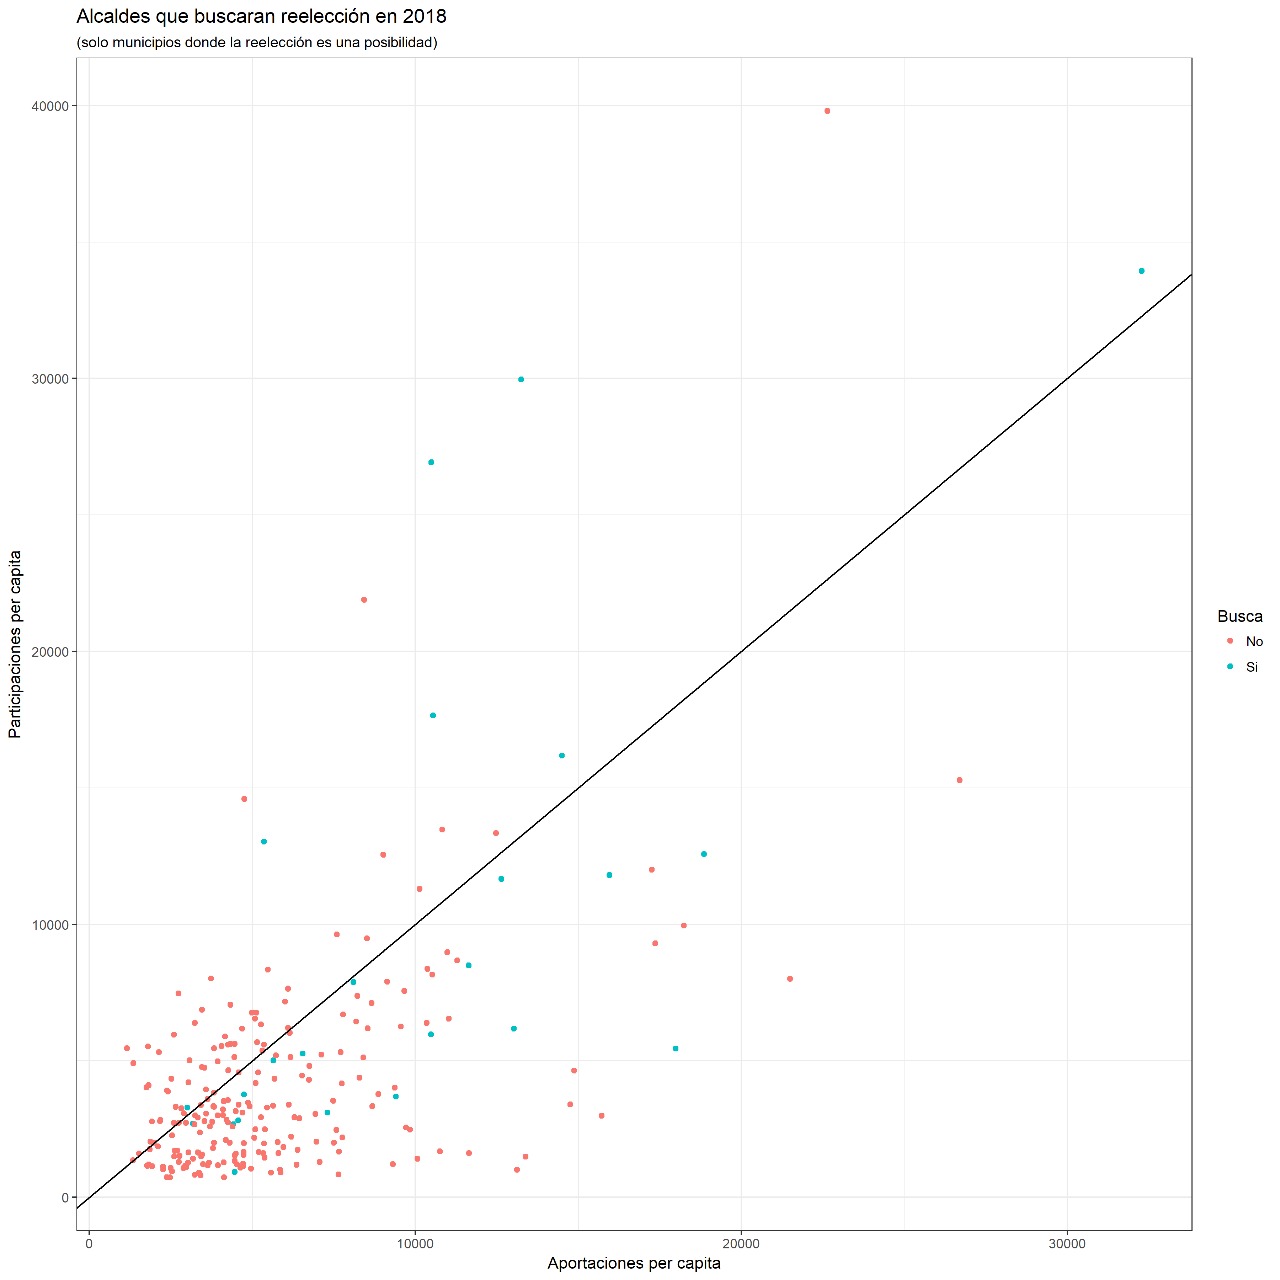 Alcaldes que buscaran reelección en 2018
(solo municipios donde la reelección es una posibilidad)
40000
30000
20000
10000
0
Participaciones per capita
0 10000 20000 30000
Aportaciones per capita
Busca
No
Si